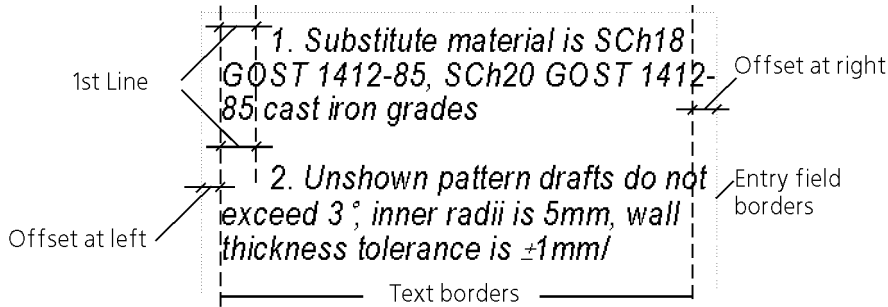 1. Substitute material is SCh18
GOST 1412-85, SCh20 GOST 1412-
85 cast iron grades
2. Unshown pattern drafts do not
exceed 3°, inner radii is 5mm, wall
thickness tolerance is ±1mm/
1st Line
Offset at right
Entry field
borders
Offset at left
Text borders